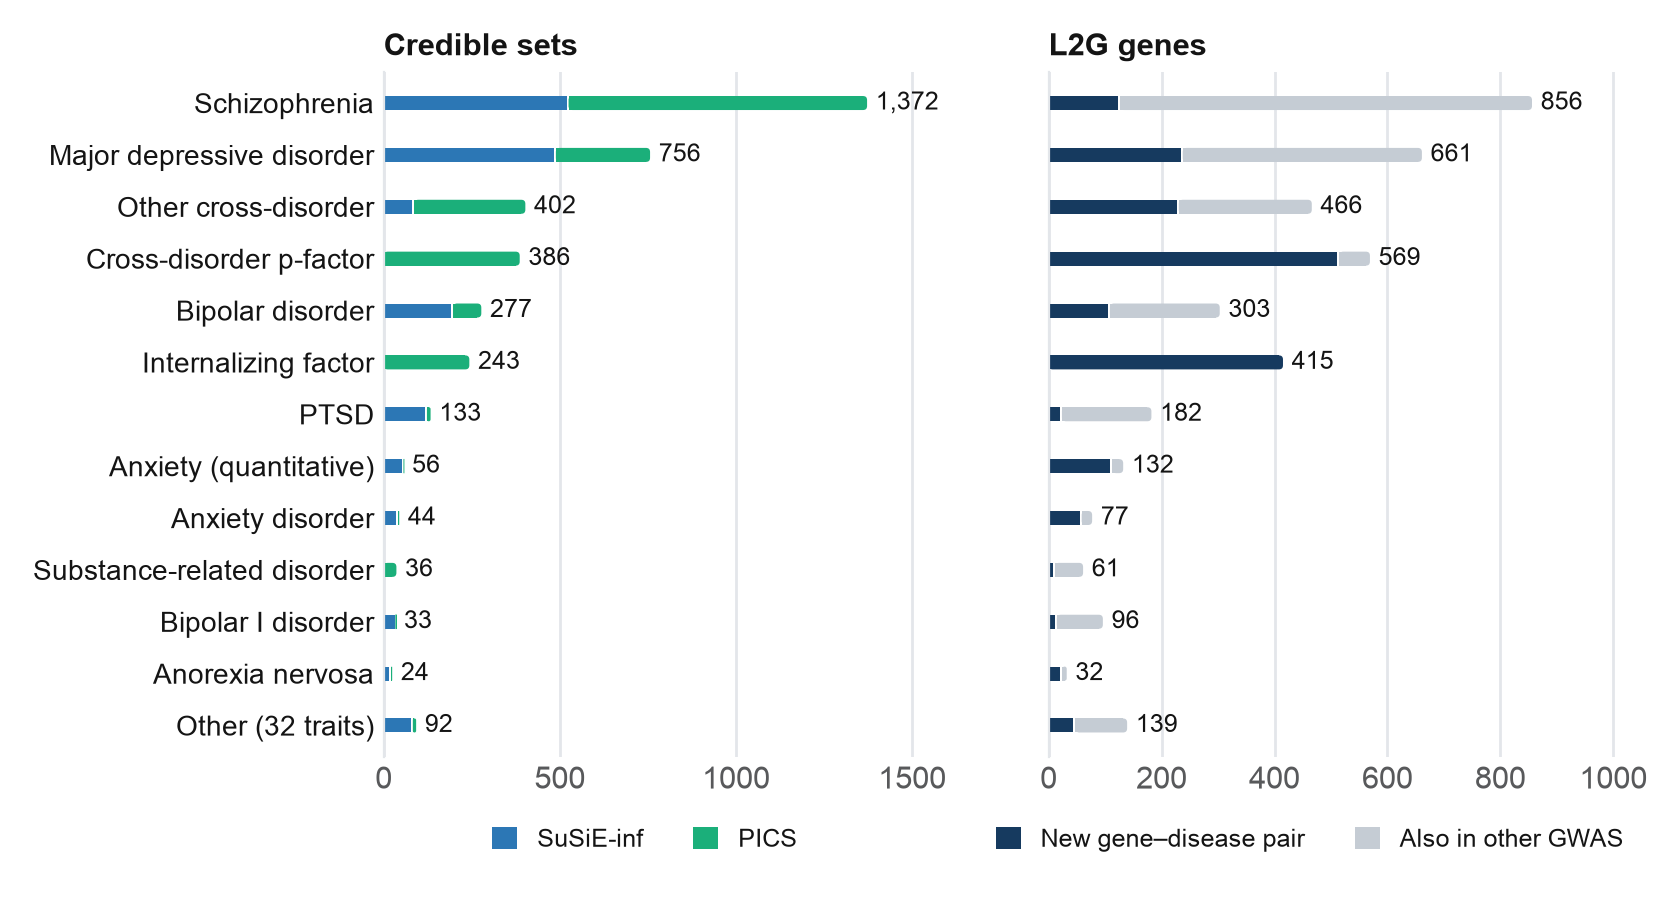 Credible sets
L2G genes
Schizophrenia 1,372 856
Major depressive disorder 756 661
Other cross-disorder 402 466
Cross-disorder p-factor 386 569
Bipolar disorder 277 303
Internalizing factor 243 415
PTSD 133 182
Anxiety (quantitative) 56 132
Anxiety disorder 44 77
Substance-related disorder 36 61
Bipolar I disorder 33 96
Anorexia nervosa 24 32
Other (32 traits) 92 139
0 500 1000 1500
0 200 400 600 800 1000
SuSiE-inf PICS
New gene–disease pair Also in other GWAS